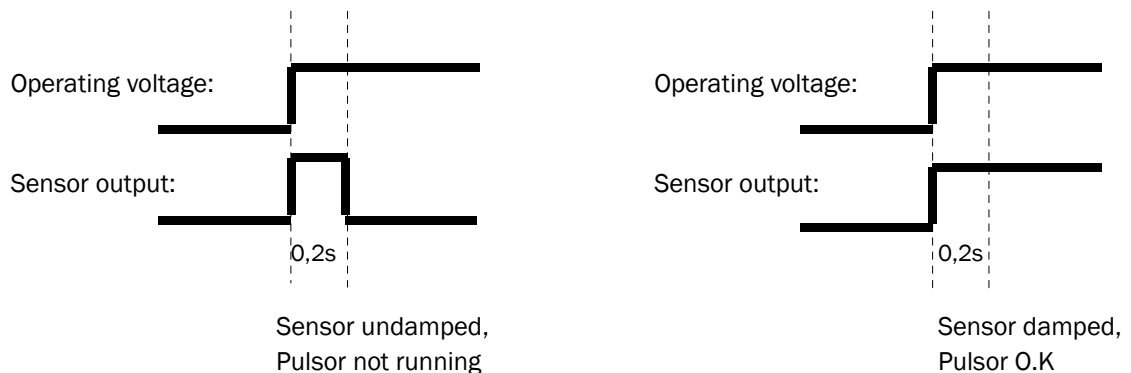 Operating voltage:
Sensor output:
0,2s
Sensor undamped,
Pulsor not running
Operating voltage:
Sensor output:
0,2s
Sensor damped,
Pulsor O.K